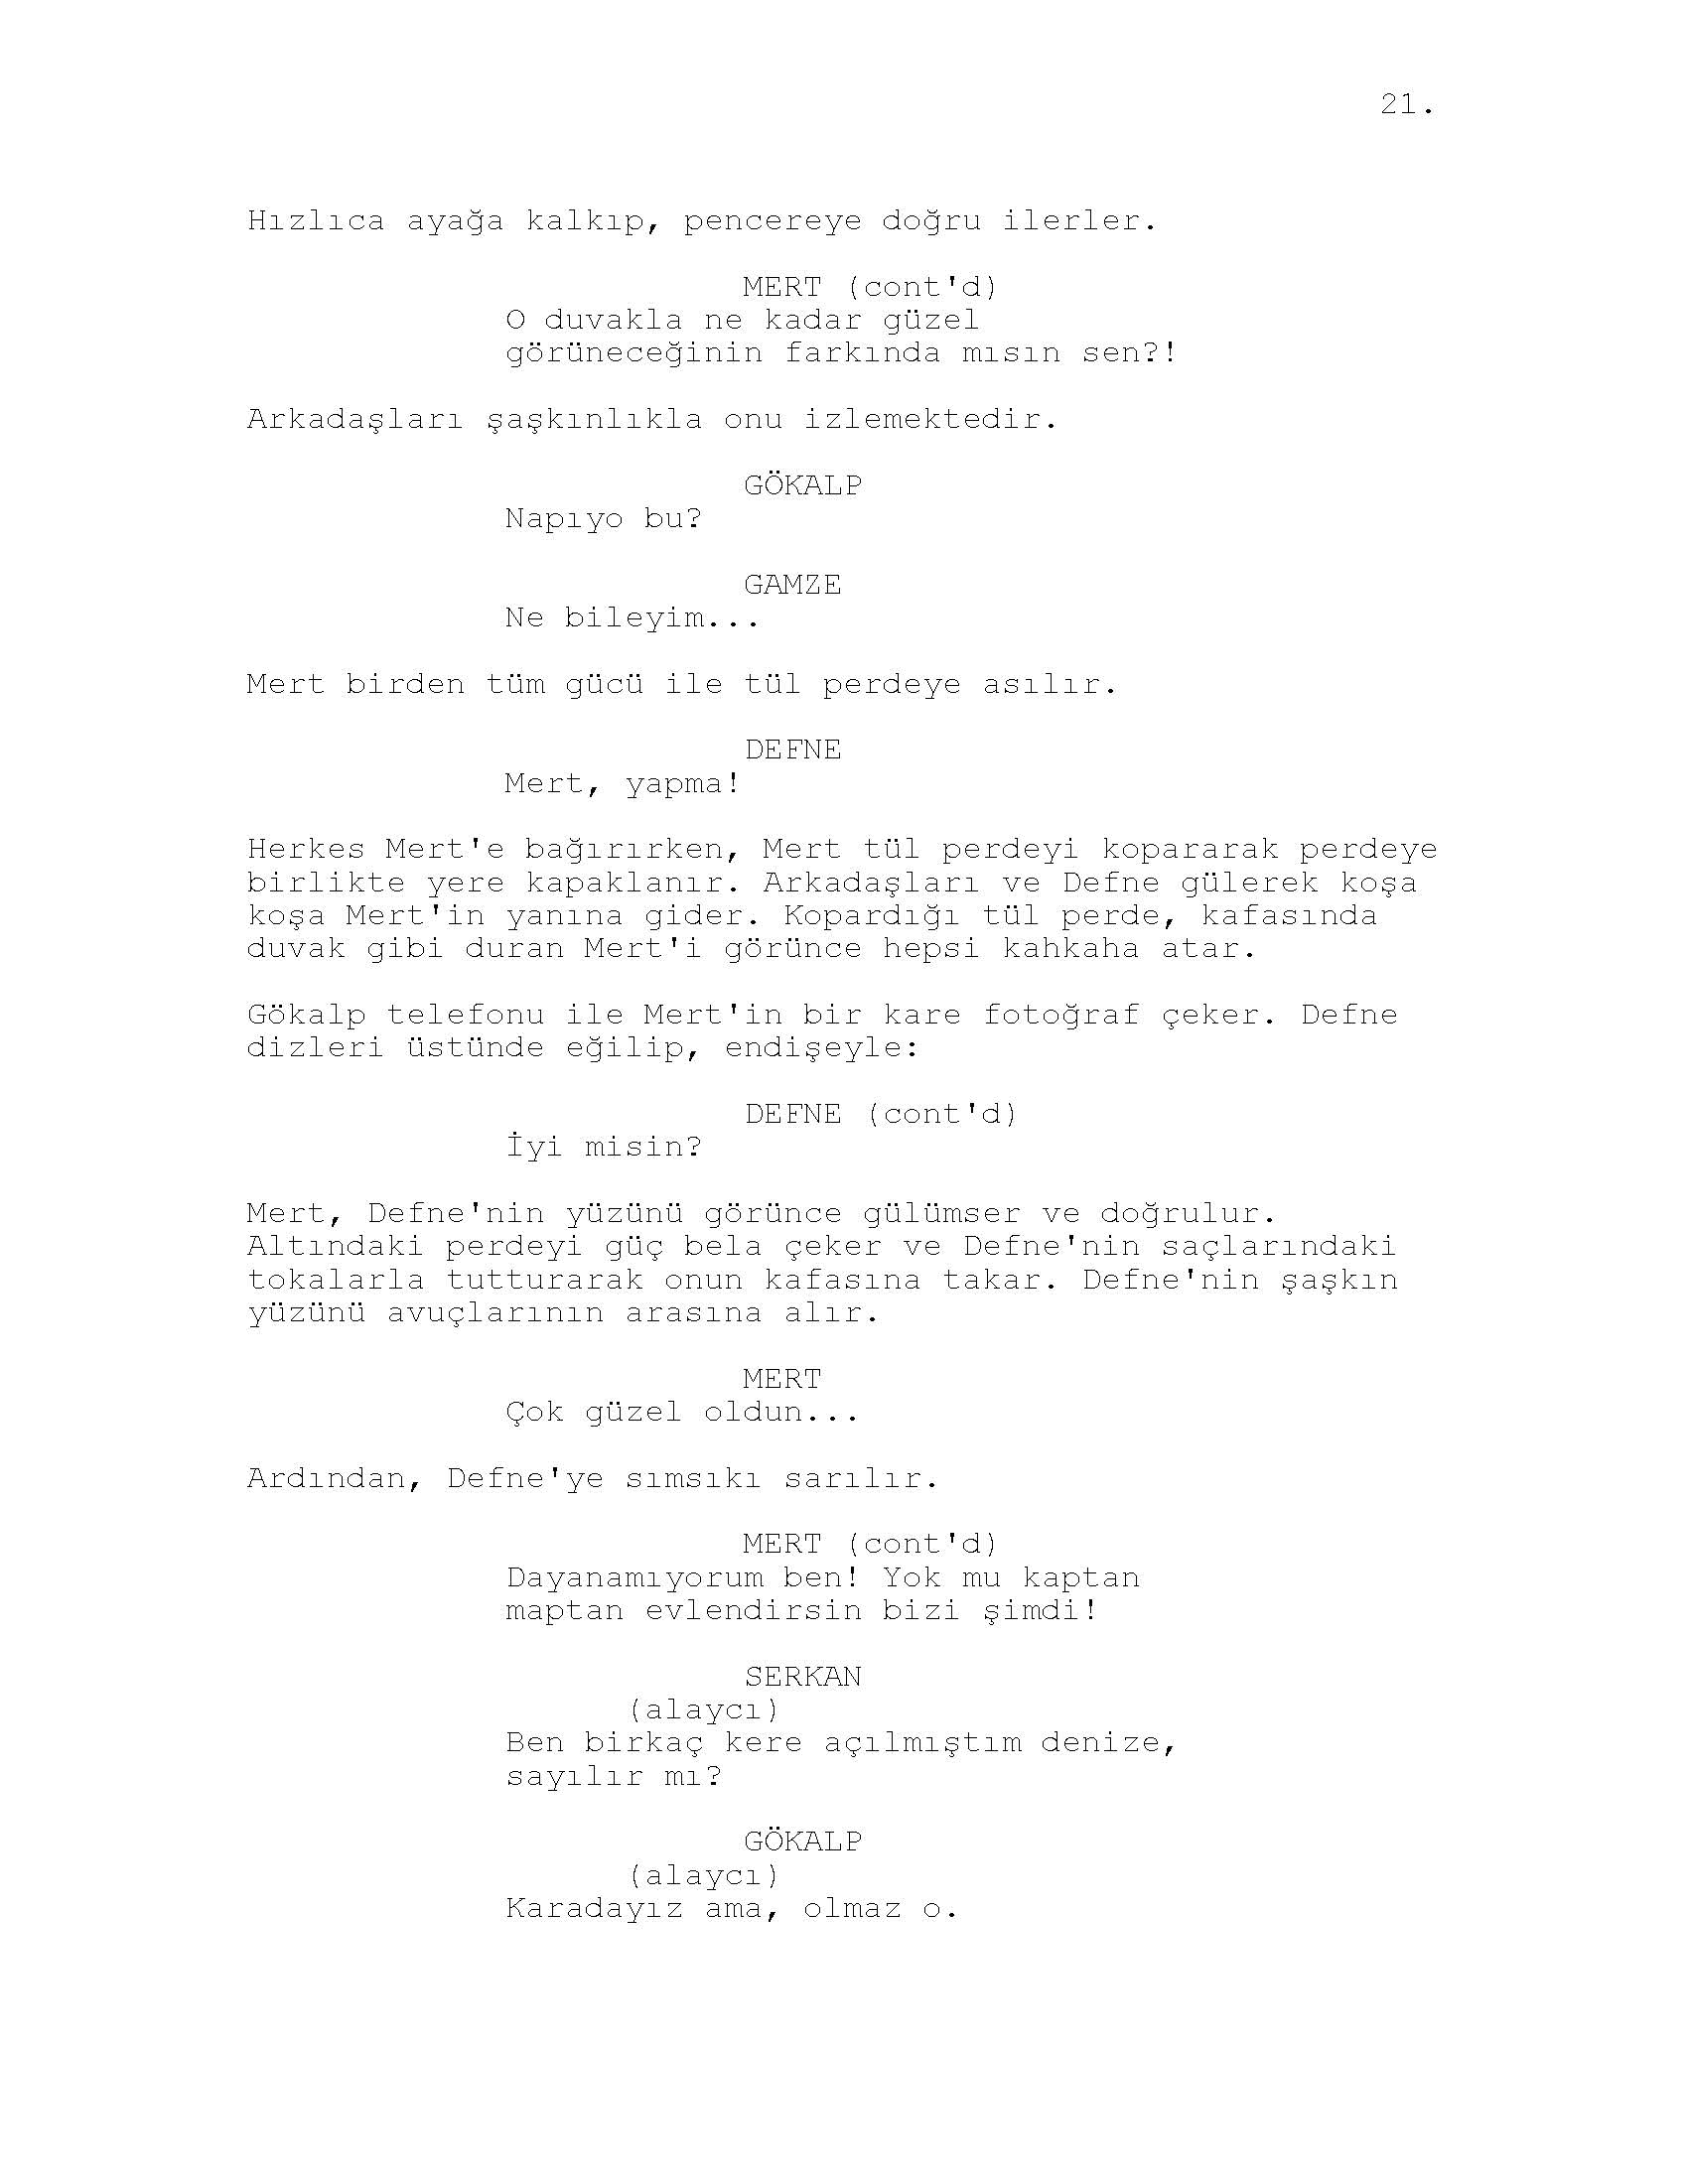 21.
Hızlıca ayağa kalkıp, pencereye doğru ilerler.
MERT (cont'd)
O duvakla ne kadar güzel
görüneceğinin farkında mısın sen?!
Arkadaşları şaşkınlıkla onu izlemektedir.
GÖKALP
Napıyo bu?
GAMZE
Ne bileyim...
Mert birden tüm gücü ile tül perdeye asılır.
DEFNE
Mert, yapma!
Herkes Mert'e bağırırken, Mert tül perdeyi kopararak perdeye
birlikte yere kapaklanır. Arkadaşları ve Defne gülerek koşa
koşa Mert'in yanına gider. Kopardığı tül perde, kafasında
duvak gibi duran Mert'i görünce hepsi kahkaha atar.
Gökalp telefonu ile Mert'in bir kare fotoğraf çeker. Defne
dizleri üstünde eğilip, endişeyle:
DEFNE (cont'd)
İyi misin?
Mert, Defne'nin yüzünü görünce gülümser ve doğrulur.
Altındaki perdeyi güç bela çeker ve Defne'nin saçlarındaki
tokalarla tutturarak onun kafasına takar. Defne'nin şaşkın
yüzünü avuçlarının arasına alır.
MERT
Çok güzel oldun...
Ardından, Defne'ye sımsıkı sarılır.
MERT (cont'd)
Dayanamıyorum ben! Yok mu kaptan
maptan evlendirsin bizi şimdi!
SERKAN
(alaycı)
Ben birkaç kere açılmıştım denize,
sayılır mı?
GÖKALP
(alaycı)
Karadayız ama, olmaz o.